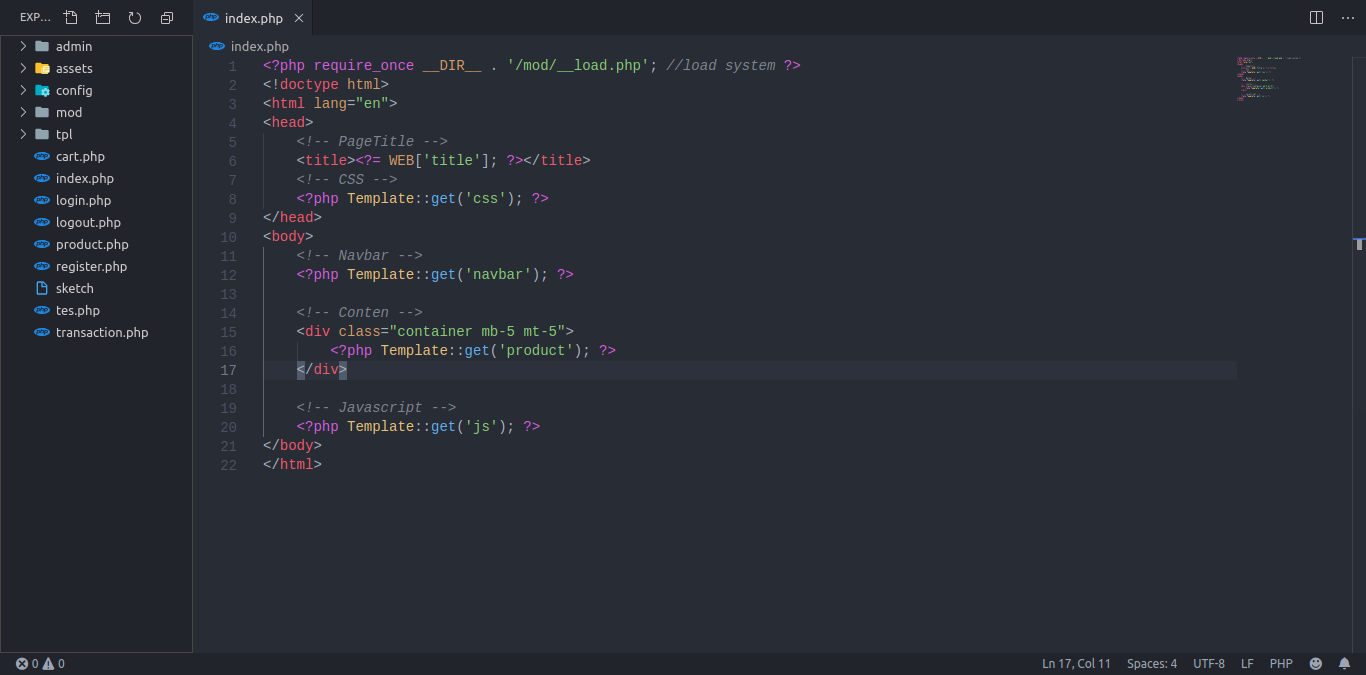 EXP...
index.php
admin
assets
config
mod
tpl
cart.php
index.php
login.php
logout.php
product.php
register.php
sketch
tes.php
transaction.php
index.php
1 <?php require_once __DIR__ . '/mod/__load.php'; //load system ?>
2 <!doctype html>
3 <html lang="en">
4 <head>
5     <!-- PageTitle -->
6     <title><?= WEB['title']; ?></title>
7     <!-- CSS -->
8     <?php Template::get('css'); ?>
9 </head>
10 <body>
11     <!-- Navbar -->
12     <?php Template::get('navbar'); ?>
13
14     <!-- Conten -->
15     <div class="container mb-5 mt-5">
16         <?php Template::get('product'); ?>
17     </div>
18
19     <!-- Javascript -->
20     <?php Template::get('js'); ?>
21 </body>
22 </html>
0 0 Ln 17, Col 11 Spaces: 4 UTF-8 LF PHP